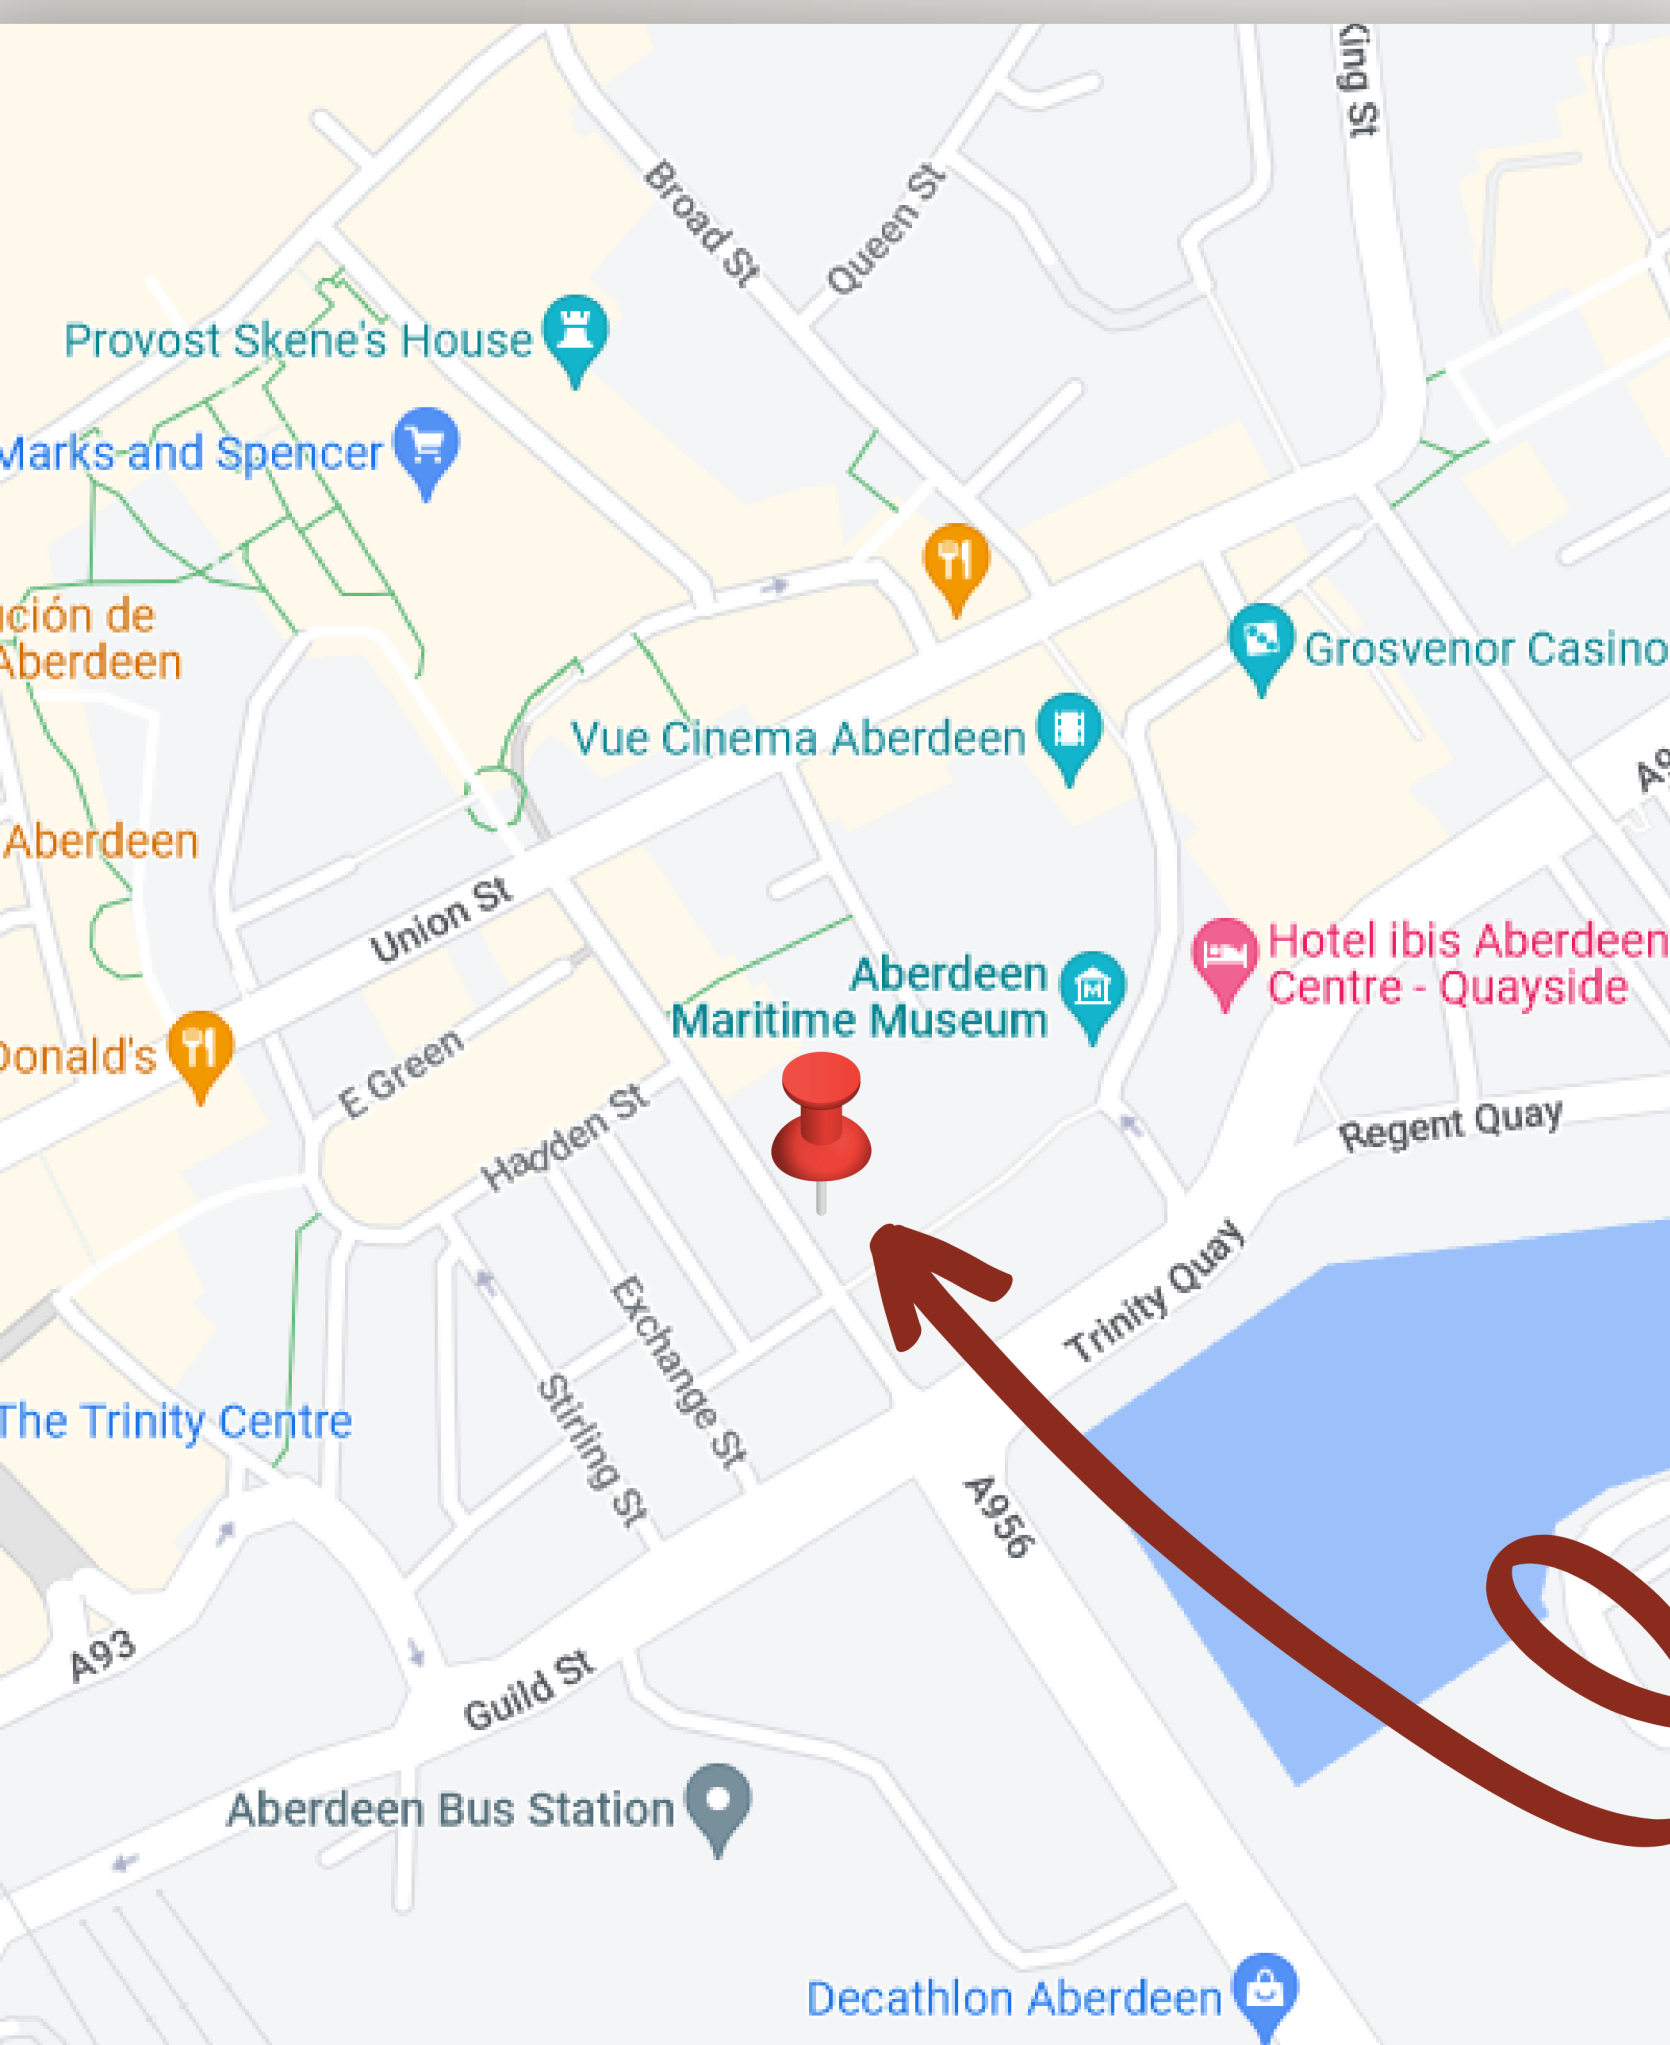 King St
Broad St
Queen St
Provost Skene's House
Marks and Spencer
ución de
Aberdeen
Grosvenor Casino
Vue Cinema Aberdeen
A9
Aberdeen
Union St
Hotel ibis Aberdeen
Centre - Quayside
Aberdeen
Maritime Museum
Donald's
E Green
Hadden St
Regent Quay
Trinity Quay
Exchange St
Stirling St
The Trinity Centre
A956
A93
Guild St
Aberdeen Bus Station
Decathlon Aberdeen